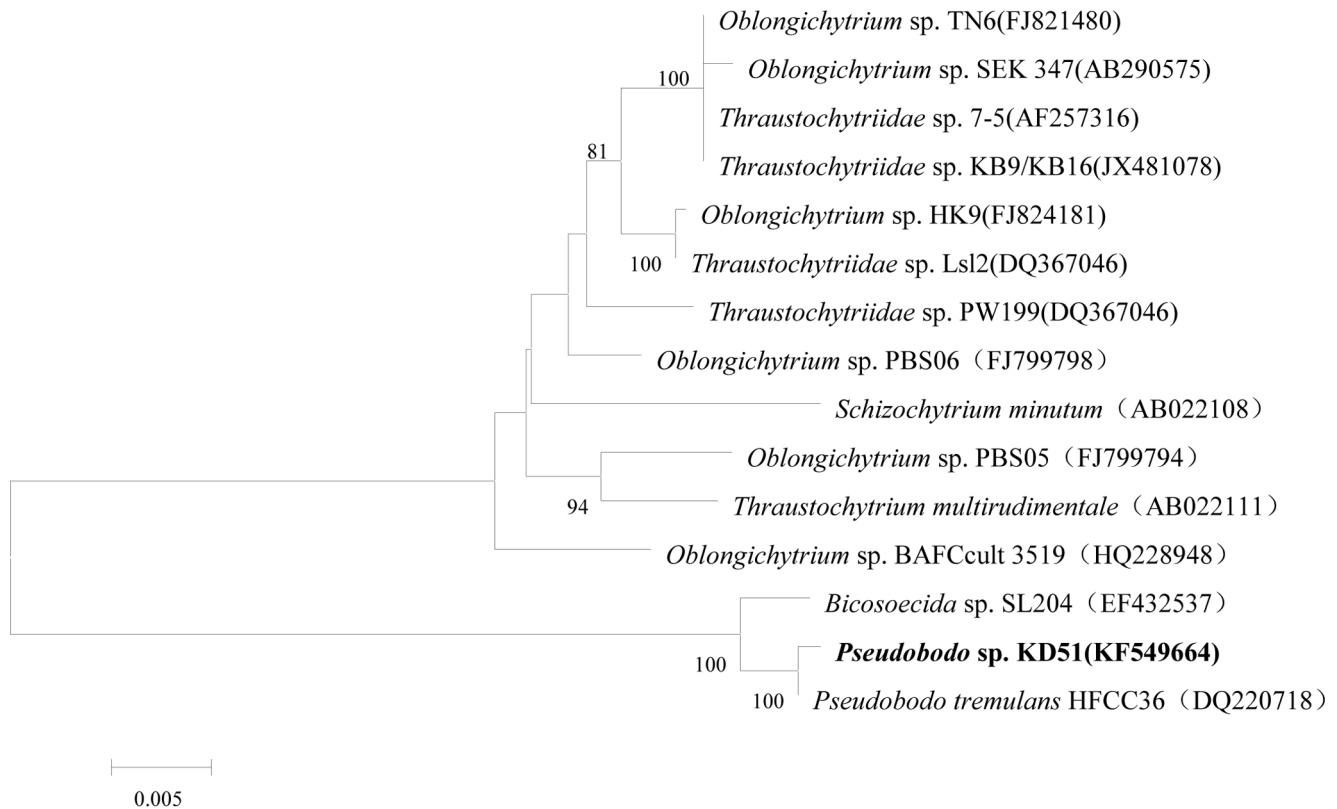 Oblongichytrium sp. TN6(FJ821480)
Oblongichytrium sp. SEK 347(AB290575)
100
Thraustochytriidae sp. 7-5(AF257316)
81
Thraustochytriidae sp. KB9/KB16(JX481078)
Oblongichytrium sp. HK9(FJ824181)
100
Thraustochytriidae sp. Lsl2(DQ367046)
Thraustochytriidae sp. PW199(DQ367046)
Oblongichytrium sp. PBS06（FJ799798）
Schizochytrium minutum（AB022108）
Oblongichytrium sp. PBS05（FJ799794）
94
Thraustochytrium multirudimentale（AB022111）
Oblongichytrium sp. BAFCcult 3519（HQ228948）
Bicosoecida sp. SL204（EF432537）
Pseudobodo sp. KD51(KF549664)
100
100
Pseudobodo tremulans HFCC36（DQ220718）
0.005